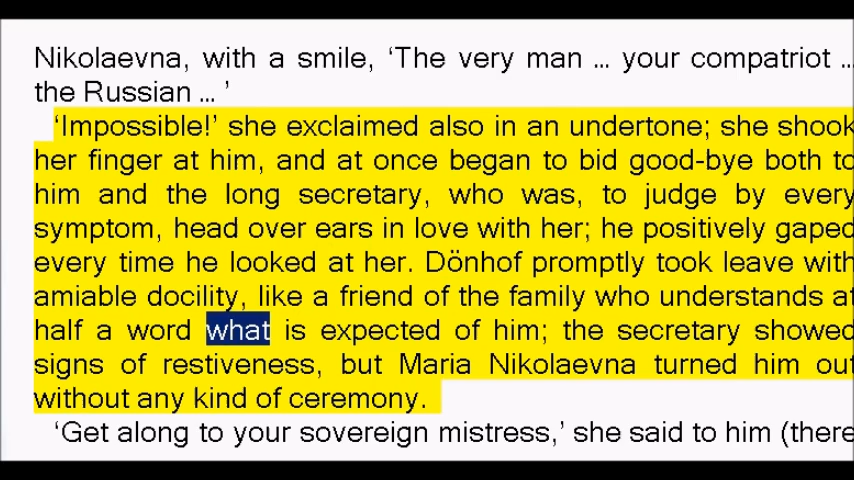 Nikolaevna, with a smile, ‘The very man ... your compatriot ...
the Russian ... ’
‘Impossible!’ she exclaimed also in an undertone; she shook
her finger at him, and at once began to bid good-bye both to
him and the long secretary, who was, to judge by every
symptom, head over ears in love with her; he positively gaped
every time he looked at her. Dönhof promptly took leave with
amiable docility, like a friend of the family who understands at
half a word what is expected of him; the secretary showed
signs of restiveness, but Maria Nikolaevna turned him out
without any kind of ceremony.
‘Get along to your sovereign mistress,’ she said to him (there